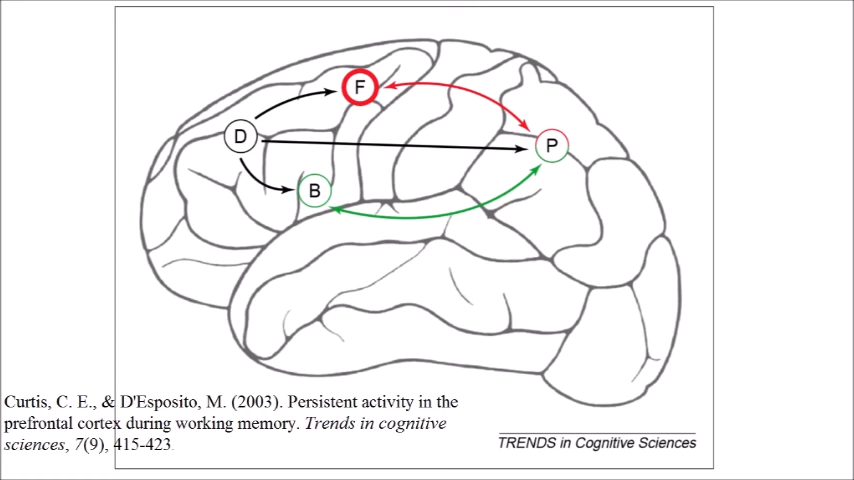 F
D
P
B
Curtis, C. E., & D'Esposito, M. (2003). Persistent activity in the
prefrontal cortex during working memory. Trends in cognitive
sciences, 7(9), 415-423.
TRENDS in Cognitive Sciences